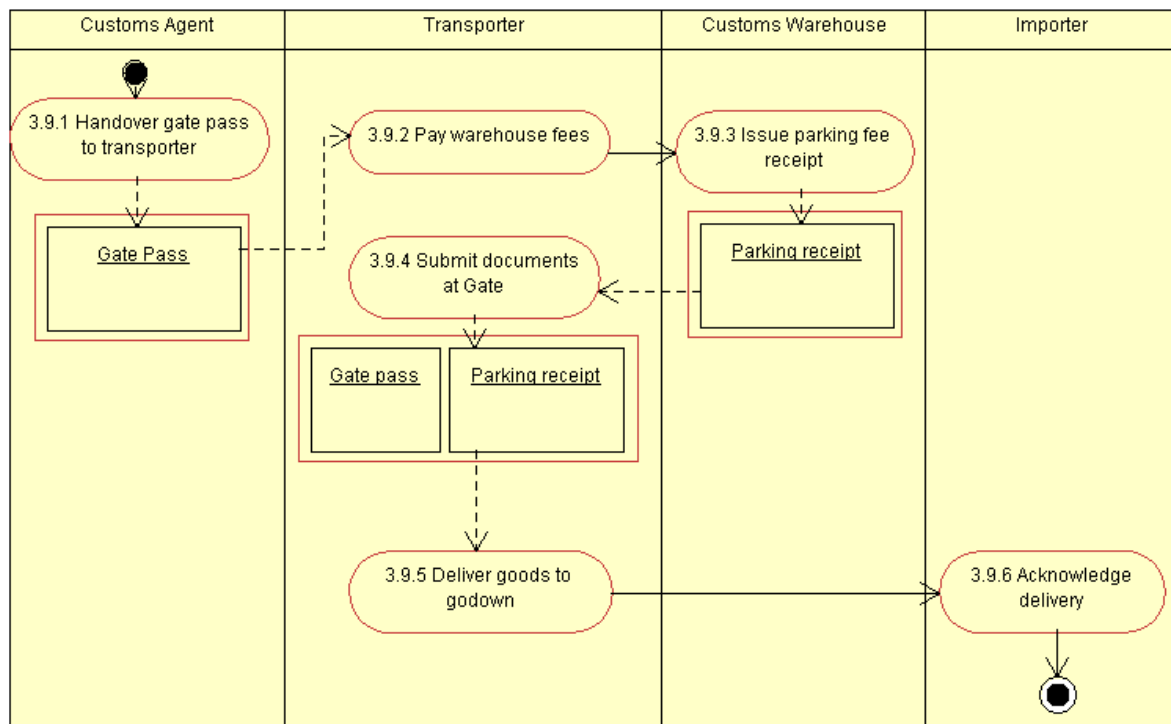 Customs Agent
Transporter
Customs Warehouse
Importer
3.9.1 Handover gate pass
to transporter
3.9.2 Pay warehouse fees
3.9.3 Issue parking fee
receipt
Gate Pass
3.9.4 Submit documents
at Gate
Parking receipt
Gate pass
Parking receipt
3.9.5 Deliver goods to
godown
3.9.6 Acknowledge
delivery